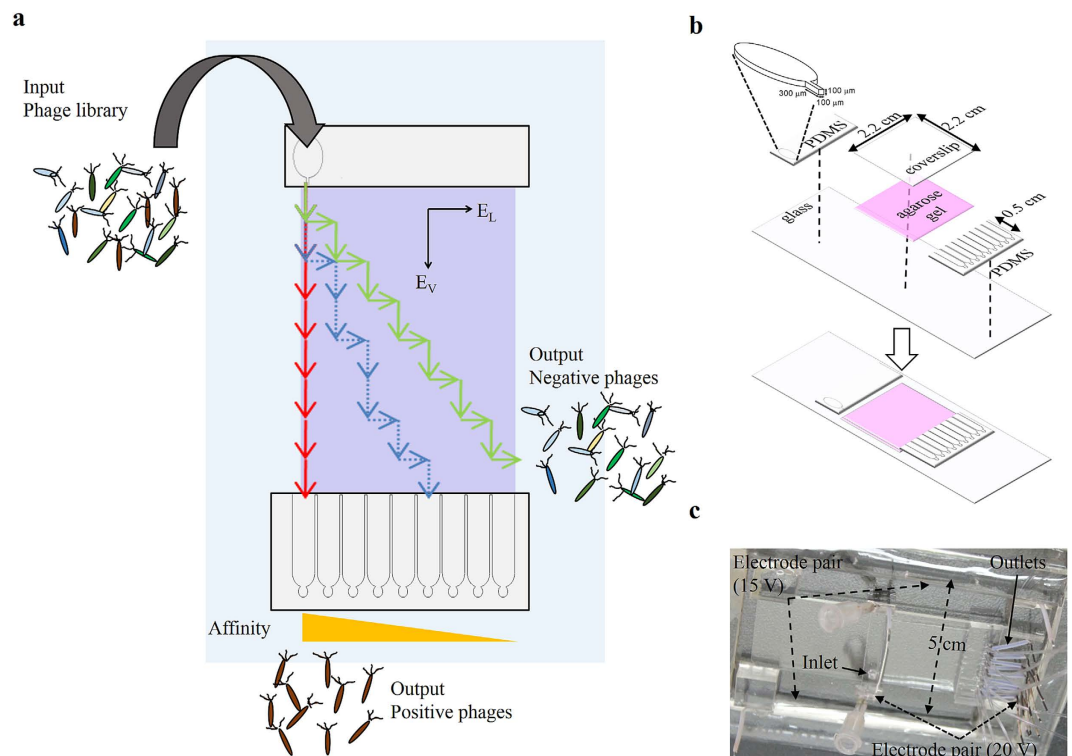 a
Input
Phage library
E_L
E_V
Output
Negative phages
Affinity
Output
Positive phages
b
300 μm
100 μm
100 μm
PDMS
2.2 cm
2.2 cm
coverslip
glass
agarose
gel
0.5 cm
PDMS
c
Electrode pair
(15 V)
Outlets
5 cm
Inlet
Electrode pair (20 V)